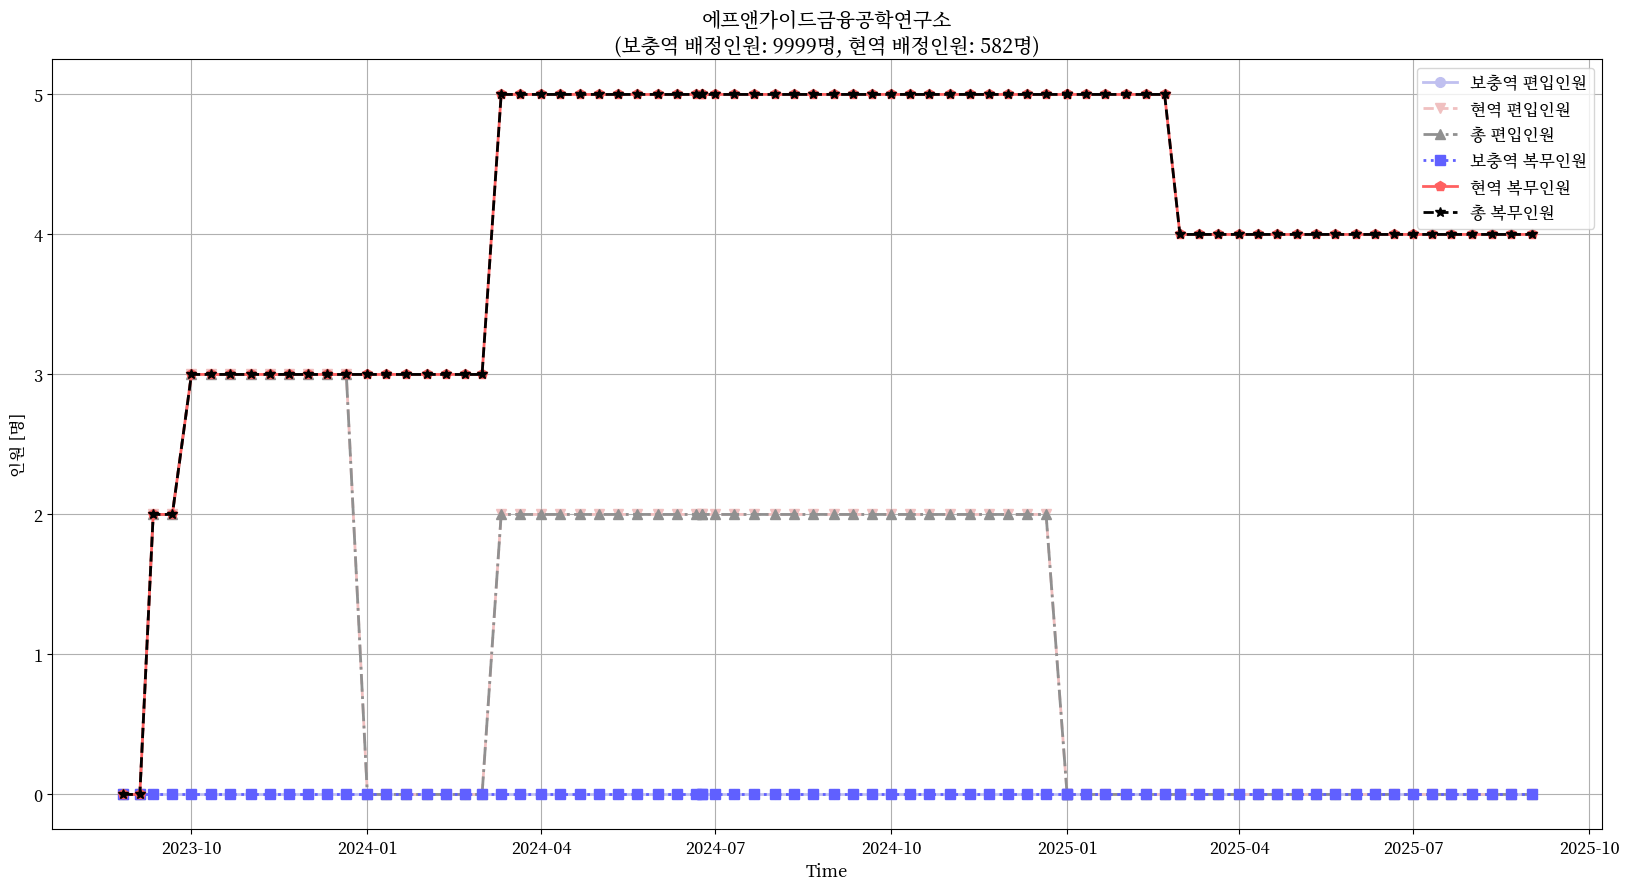 에프앤가이드금융공학연구소
(보충역 배정인원: 9999명, 현역 배정인원: 582명)
5
4
3
2
1
0
인원 [명]
보충역 편입인원
현역 편입인원
총 편입인원
보충역 복무인원
현역 복무인원
총 복무인원
2023-10
2024-01
2024-04
2024-07
2024-10
2025-01
2025-04
2025-07
2025-10
Time